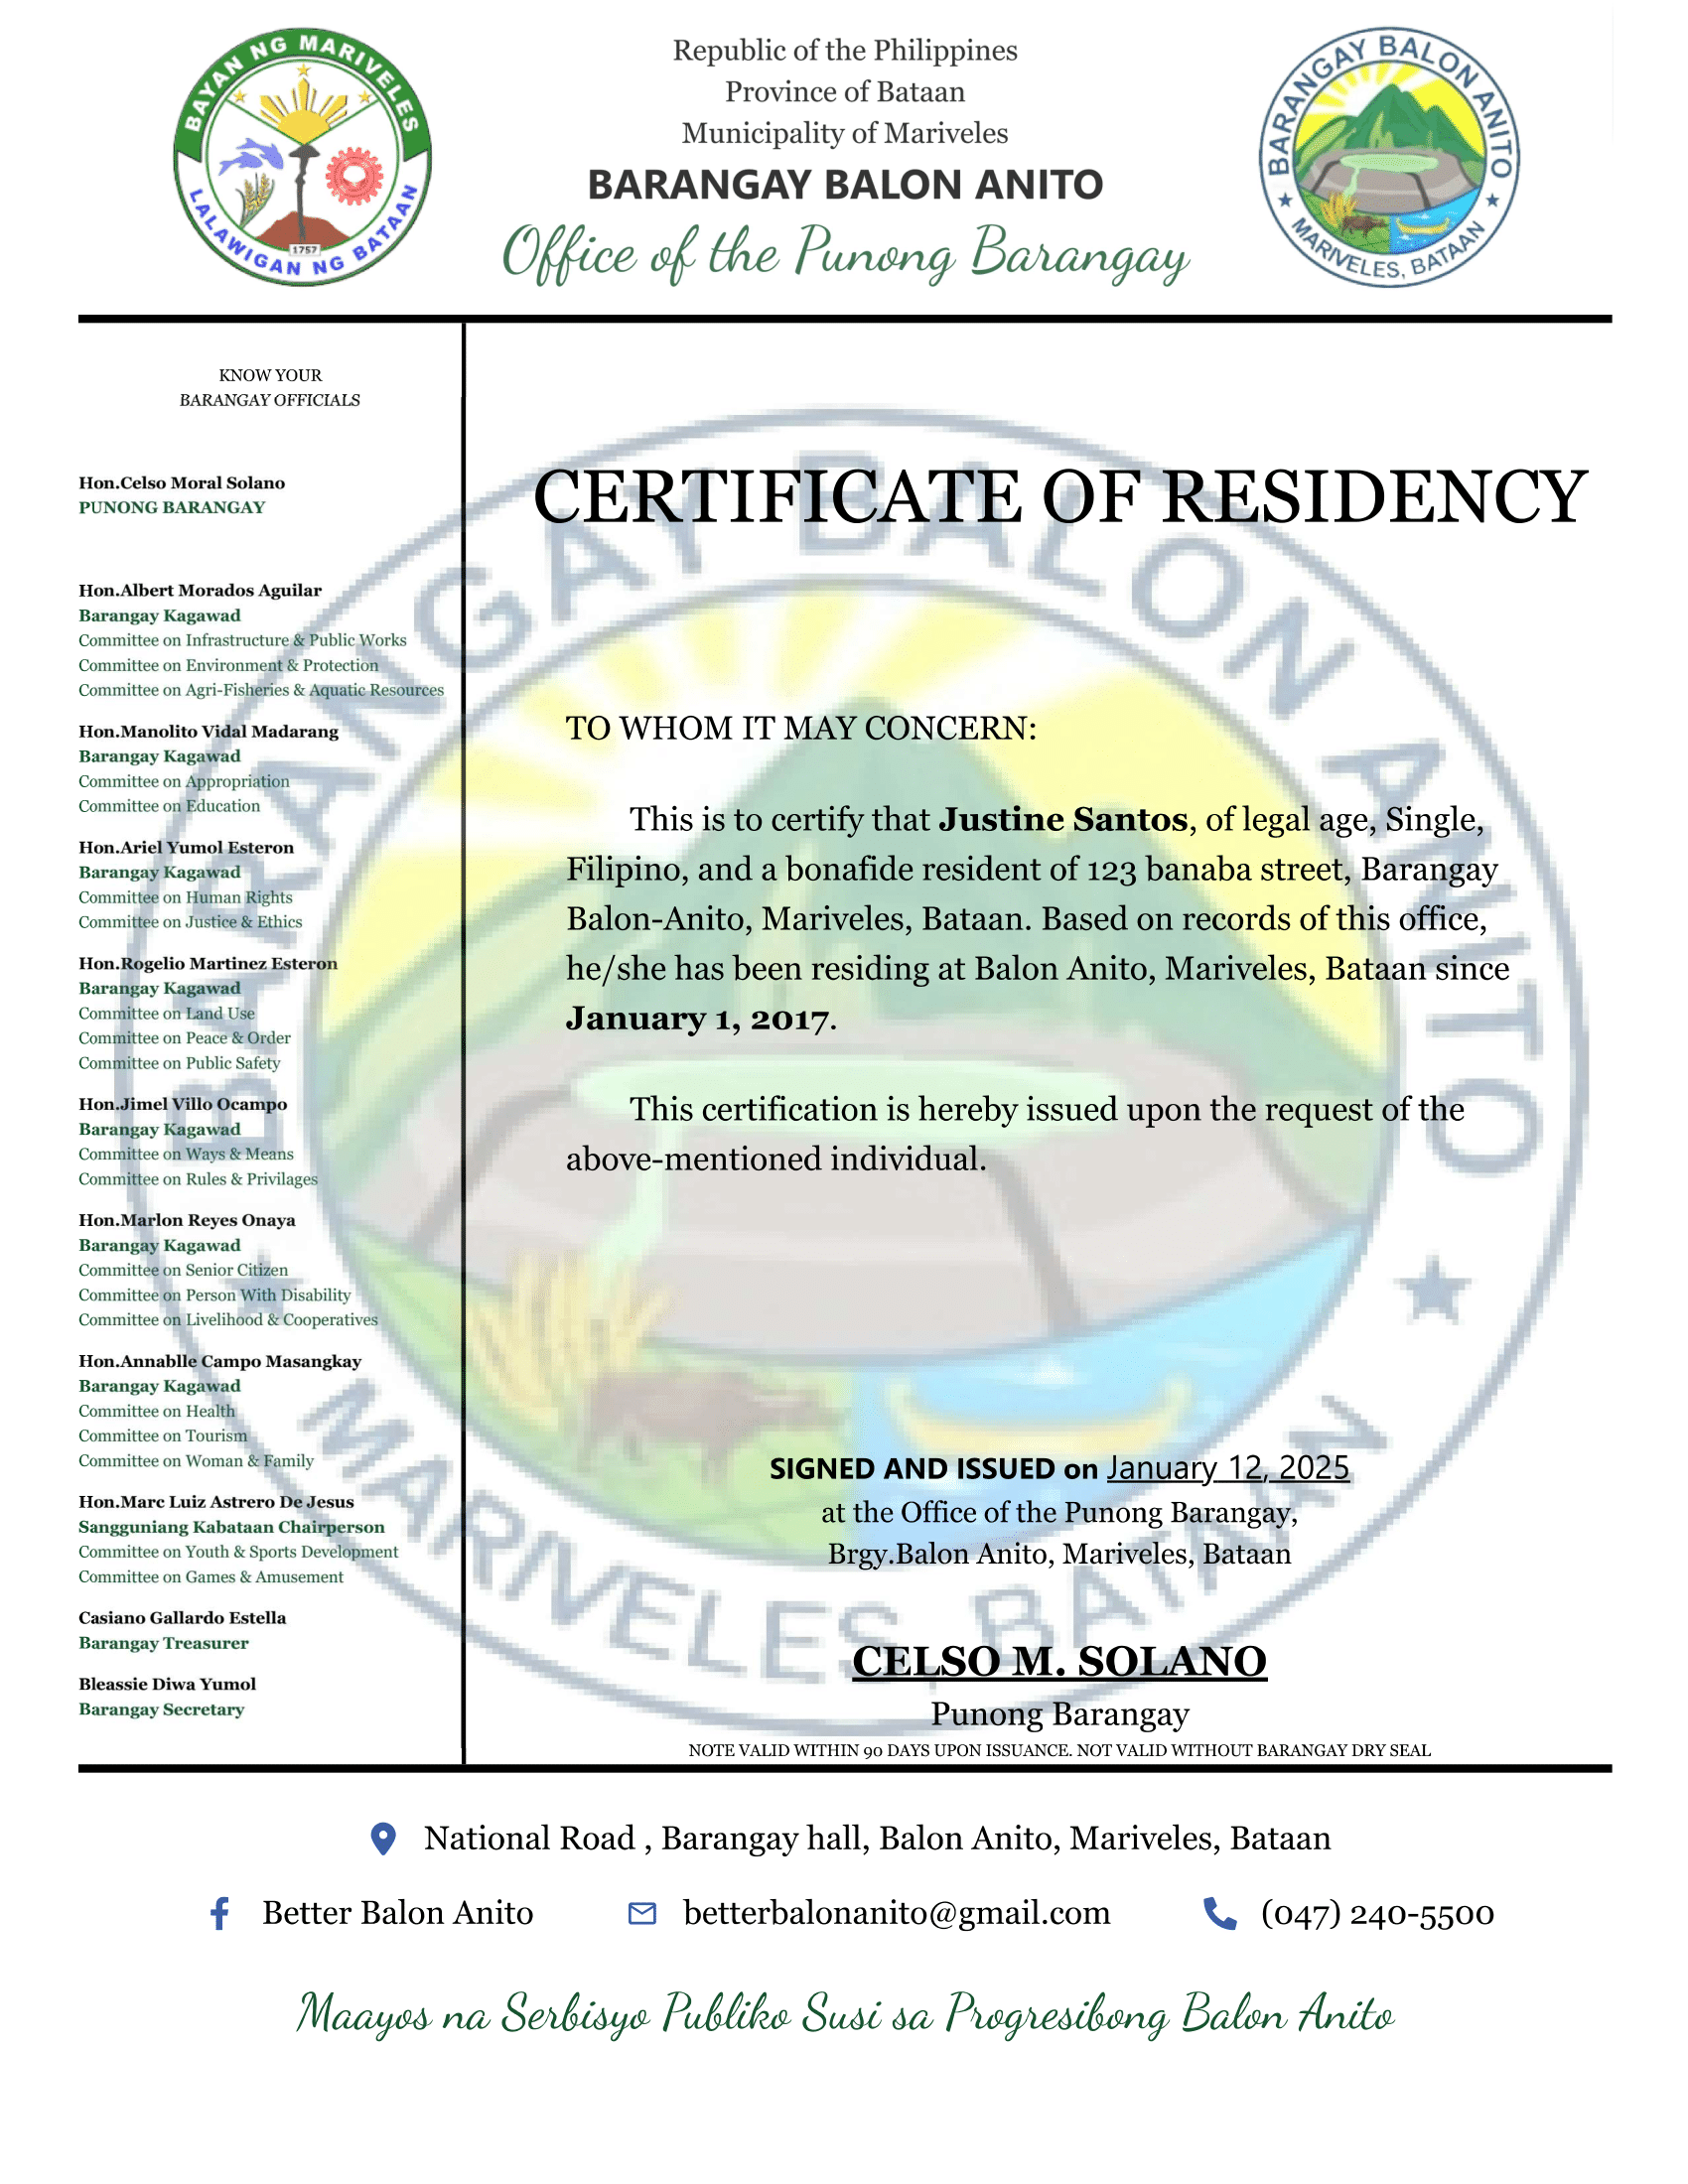 BAYAN NG MARIVELES
LALAWIGAN NG BATAAN
1757
Republic of the Philippines
Province of Bataan
Municipality of Mariveles
BARANGAY BALON ANITO
Office of the Punong Barangay
BARANGAY BALON ANITO
MARIVELES, BATAAN
KNOW YOUR
BARANGAY OFFICIALS
Hon.Celso Moral Solano
PUNONG BARANGAY
Hon.Albert Morados Aguilar
Barangay Kagawad
Committee on Infrastructure & Public Works
Committee on Environment & Protection
Committee on Agri-Fisheries & Aquatic Resources
Hon.Manolito Vidal Madarang
Barangay Kagawad
Committee on Appropriation
Committee on Education
Hon.Ariel Yumol Esteron
Barangay Kagawad
Committee on Human Rights
Committee on Justice & Ethics
Hon.Rogelio Martinez Esteron
Barangay Kagawad
Committee on Land Use
Committee on Peace & Order
Committee on Public Safety
Hon.Jimel Villo Ocampo
Barangay Kagawad
Committee on Ways & Means
Committee on Rules & Privilages
Hon.Marlon Reyes Onaya
Barangay Kagawad
Committee on Senior Citizen
Committee on Person With Disability
Committee on Livelihood & Cooperatives
Hon.Annablle Campo Masangkay
Barangay Kagawad
Committee on Health
Committee on Tourism
Committee on Woman & Family
Hon.Marc Luiz Astrero De Jesus
Sangguniang Kabataan Chairperson
Committee on Youth & Sports Development
Committee on Games & Amusement
Casiano Gallardo Estella
Barangay Treasurer
Bleassie Diwa Yumol
Barangay Secretary
BARANGAY BALON ANITO
MARIVELES, BATAAN
CERTIFICATE OF RESIDENCY
TO WHOM IT MAY CONCERN:
This is to certify that Justine Santos, of legal age, Single,
Filipino, and a bonafide resident of 123 banaba street, Barangay
Balon-Anito, Mariveles, Bataan. Based on records of this office,
he/she has been residing at Balon Anito, Mariveles, Bataan since
January 1, 2017.
This certification is hereby issued upon the request of the
above-mentioned individual.
SIGNED AND ISSUED on January 12, 2025
at the Office of the Punong Barangay,
Brgy.Balon Anito, Mariveles, Bataan
CELSO M. SOLANO
Punong Barangay
NOTE VALID WITHIN 90 DAYS UPON ISSUANCE. NOT VALID WITHOUT BARANGAY DRY SEAL
National Road , Barangay hall, Balon Anito, Mariveles, Bataan
Better Balon Anito
betterbalonanito@gmail.com
(047) 240-5500
Maayos na Serbisyo Publiko Susi sa Progresibong Balon Anito